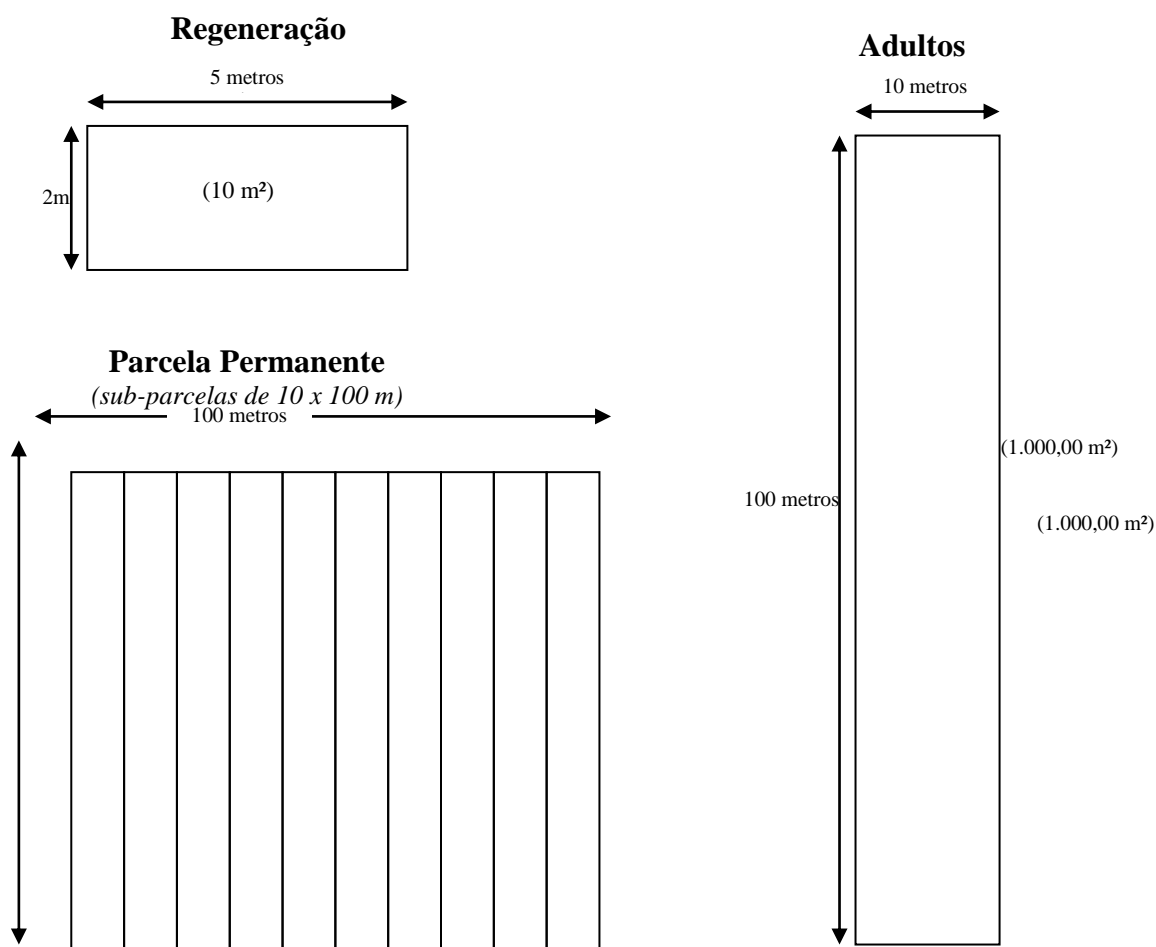 Regeneração
5 metros
2m
(10 m²)
Parcela Permanente
(sub-parcelas de 10 x 100 m)
100 metros
Adultos
10 metros
100 metros
(1.000,00 m²)
(1.000,00 m²)